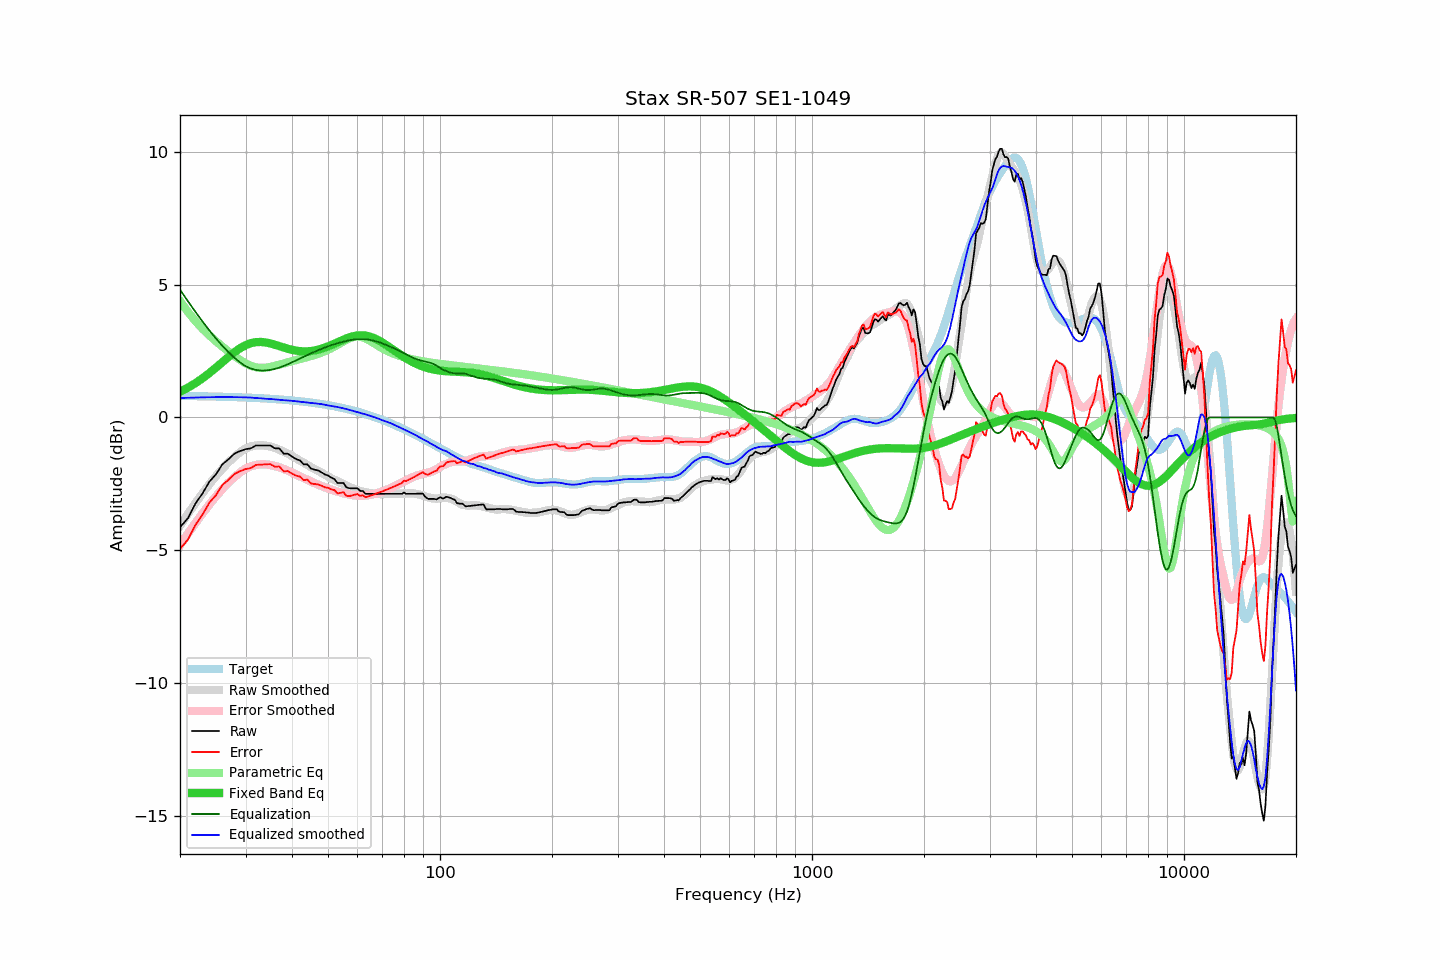 Stax SR-507 SE1-1049
10
5
0
−5
−10
−15
Amplitude (dBr)
Target
Raw Smoothed
Error Smoothed
Raw
Error
Parametric Eq
Fixed Band Eq
Equalization
Equalized smoothed
100
1000
10000
Frequency (Hz)